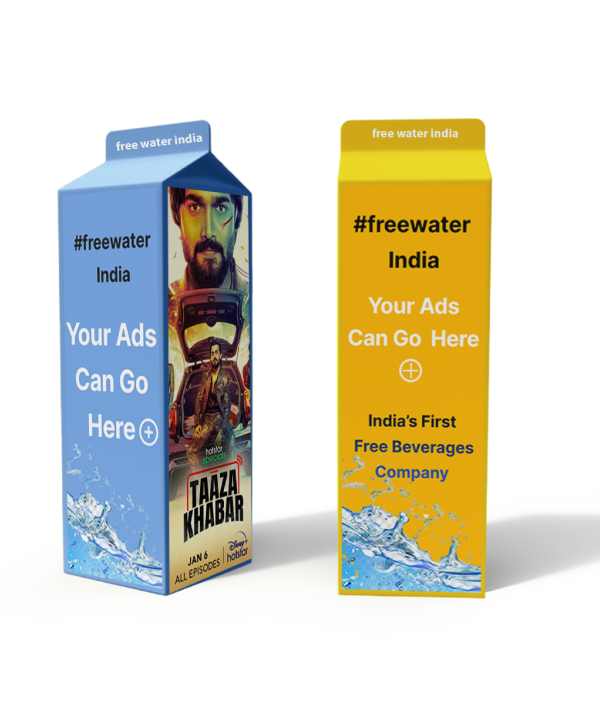 free water india
#freewater
India
Your Ads
Can Go
Here
hotstar
SPECIALS
TAAZA
KHABAR
JAN 6
ALL EPISODES
Disney+
hotstar
free water india
#freewater
India
Your Ads
Can Go Here
India's First
Free Beverages
Company